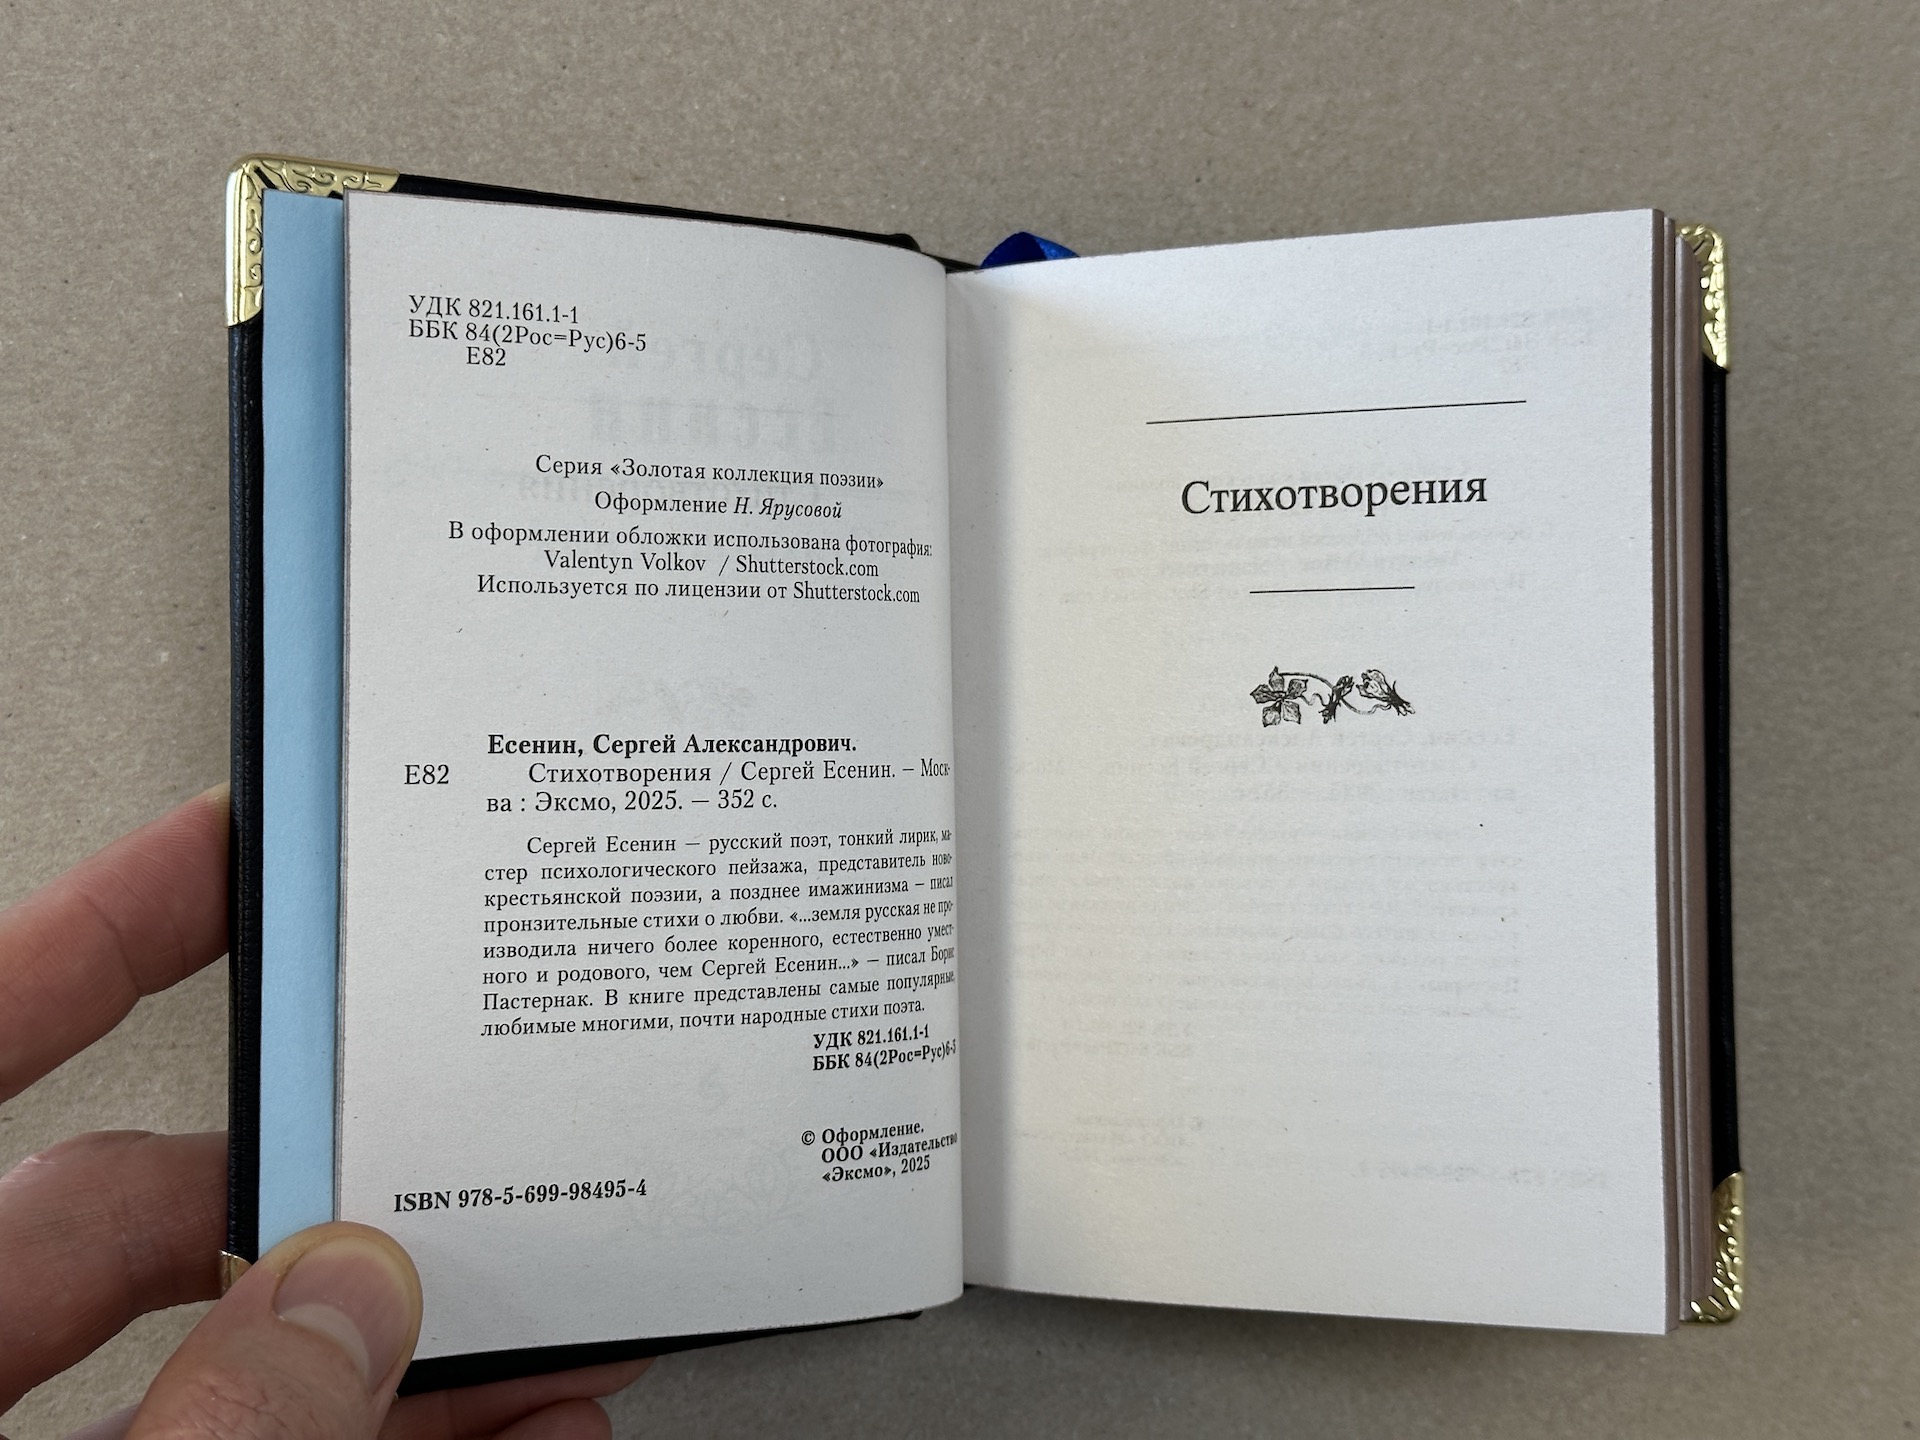 УДК 821.161.1-1
ББК 84(2Рос=Рус)6-5
Е82
Серия «Золотая коллекция поэзии»
Оформление Н. Ярусовой
В оформлении обложки использована фотография:
Valentyn Volkov / Shutterstock.com
Используется по лицензии от Shutterstock.com
Есенин, Сергей Александрович.
Е82 Стихотворения / Сергей Есенин. – Моск-
ва : Эксмо, 2025. – 352 с.
Сергей Есенин – русский поэт, тонкий лирик, ма-
стер психологического пейзажа, представитель ново-
крестьянской поэзии, а позднее имажинизма – писал
пронзительные стихи о любви. «...земля русская не про-
изводила ничего более коренного, естественно умест-
ного и родового, чем Сергей Есенин...» – писал Борис
Пастернак. В книге представлены самые популярные,
любимые многими, почти народные стихи поэта.
УДК 821.161.1-1
ББК 84(2Рос=Рус)6-5
© Оформление.
ООО «Издательство
«Эксмо», 2025
ISBN 978-5-699-98495-4
Стихотворения